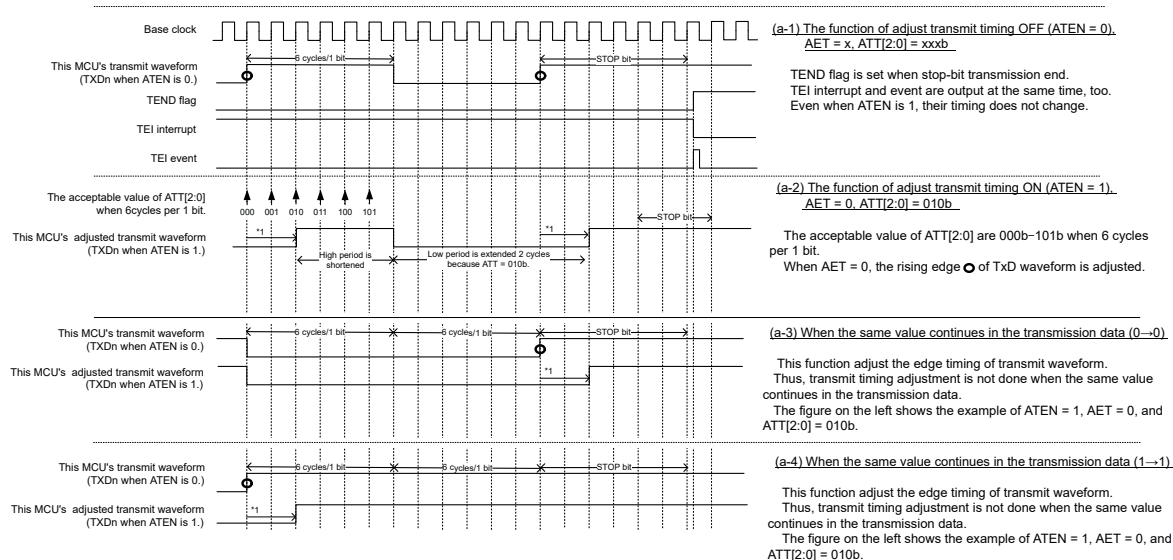 Base clock
(a-1) The function of adjust transmit timing OFF (ATEN = 0),
AET = x, ATT[2:0] = xxxb
6 cycles/1 bit
STOP bit
This MCU's transmit waveform
(TXDn when ATEN is 0.)
TEND flag is set when stop-bit transmission end.
TEI interrupt and event are output at the same time, too.
Even when ATEN is 1, their timing does not change.
TEND flag
TEI interrupt
TEI event
(a-2) The function of adjust transmit timing ON (ATEN = 1),
AET = 0, ATT[2:0] = 010b
The acceptable value of ATT[2:0]
when 6cycles per 1 bit.
000 001 010 011 100 101
STOP bit
This MCU's adjusted transmit waveform
(TXDn when ATEN is 1.)
*1
*1
High period is
shortened
Low period is extended 2 cycles
because ATT = 010b.
The acceptable value of ATT[2:0] are 000b−101b when 6 cycles
per 1 bit.
When AET = 0, the rising edge of TxD waveform is adjusted.
This MCU's transmit waveform
(TXDn when ATEN is 0.)
6 cycles/1 bit
6 cycles/1 bit
STOP bit
(a-3) When the same value continues in the transmission data (0→0)
This MCU's adjusted transmit waveform
(TXDn when ATEN is 1.)
*1
This function adjust the edge timing of transmit waveform.
Thus, transmit timing adjustment is not done when the same value
continues in the transmission data.
The figure on the left shows the example of ATEN = 1, AET = 0, and
ATT[2:0] = 010b.
This MCU's transmit waveform
(TXDn when ATEN is 0.)
6 cycles/1 bit
6 cycles/1 bit
STOP bit
(a-4) When the same value continues in the transmission data (1→1)
This MCU's adjusted transmit waveform
(TXDn when ATEN is 1.)
*1
This function adjust the edge timing of transmit waveform.
Thus, transmit timing adjustment is not done when the same value
continues in the transmission data.
The figure on the left shows the example of ATEN = 1, AET = 0, and
ATT[2:0] = 010b.